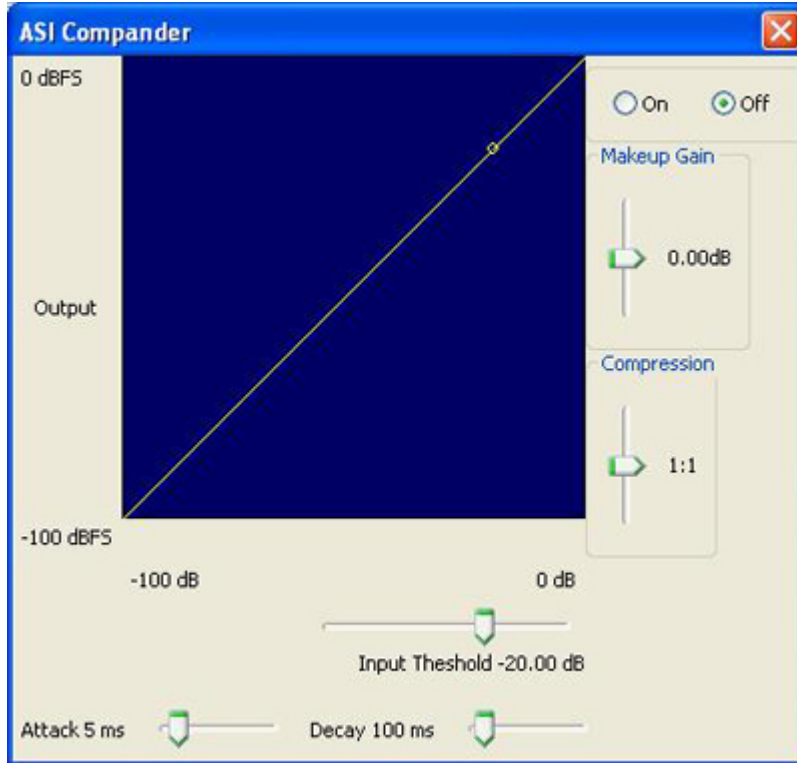 ASI Compander
0 dBFS
On
Off
Makeup Gain
0.00dB
Output
Compression
1:1
-100 dBFS
-100 dB
0 dB
Input Theshold -20.00 dB
Attack 5 ms
Decay 100 ms